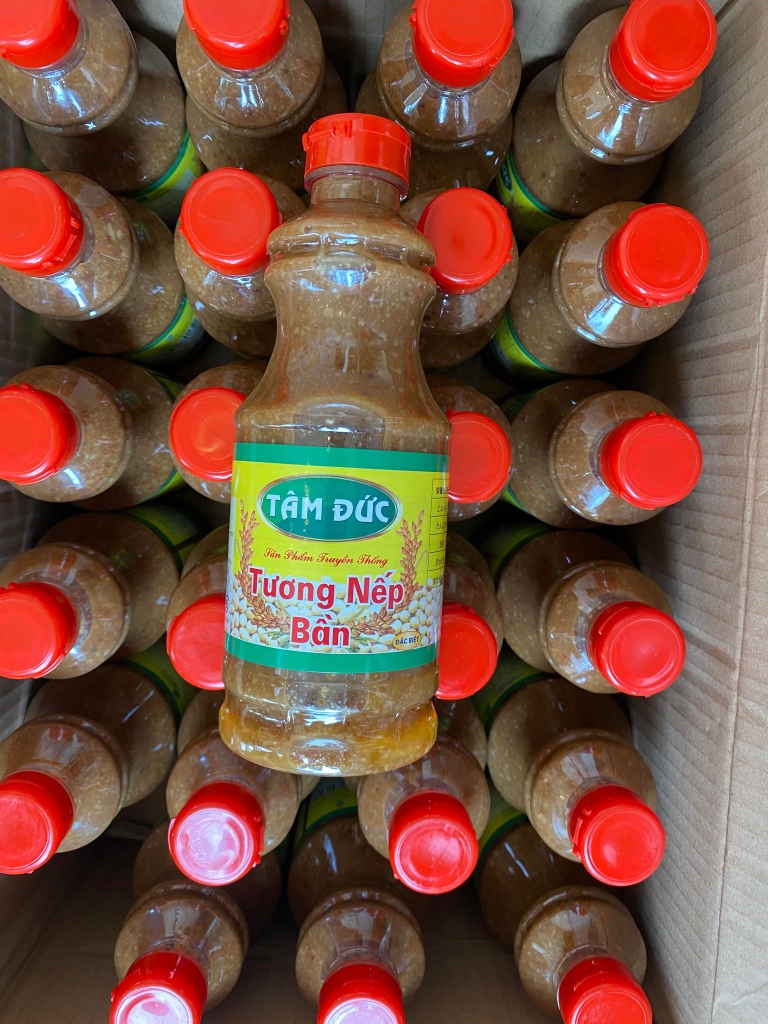 TÂM ĐỨC
Sản Phẩm Truyền Thống
Tương Nếp
Bần
ĐẶC BIỆT